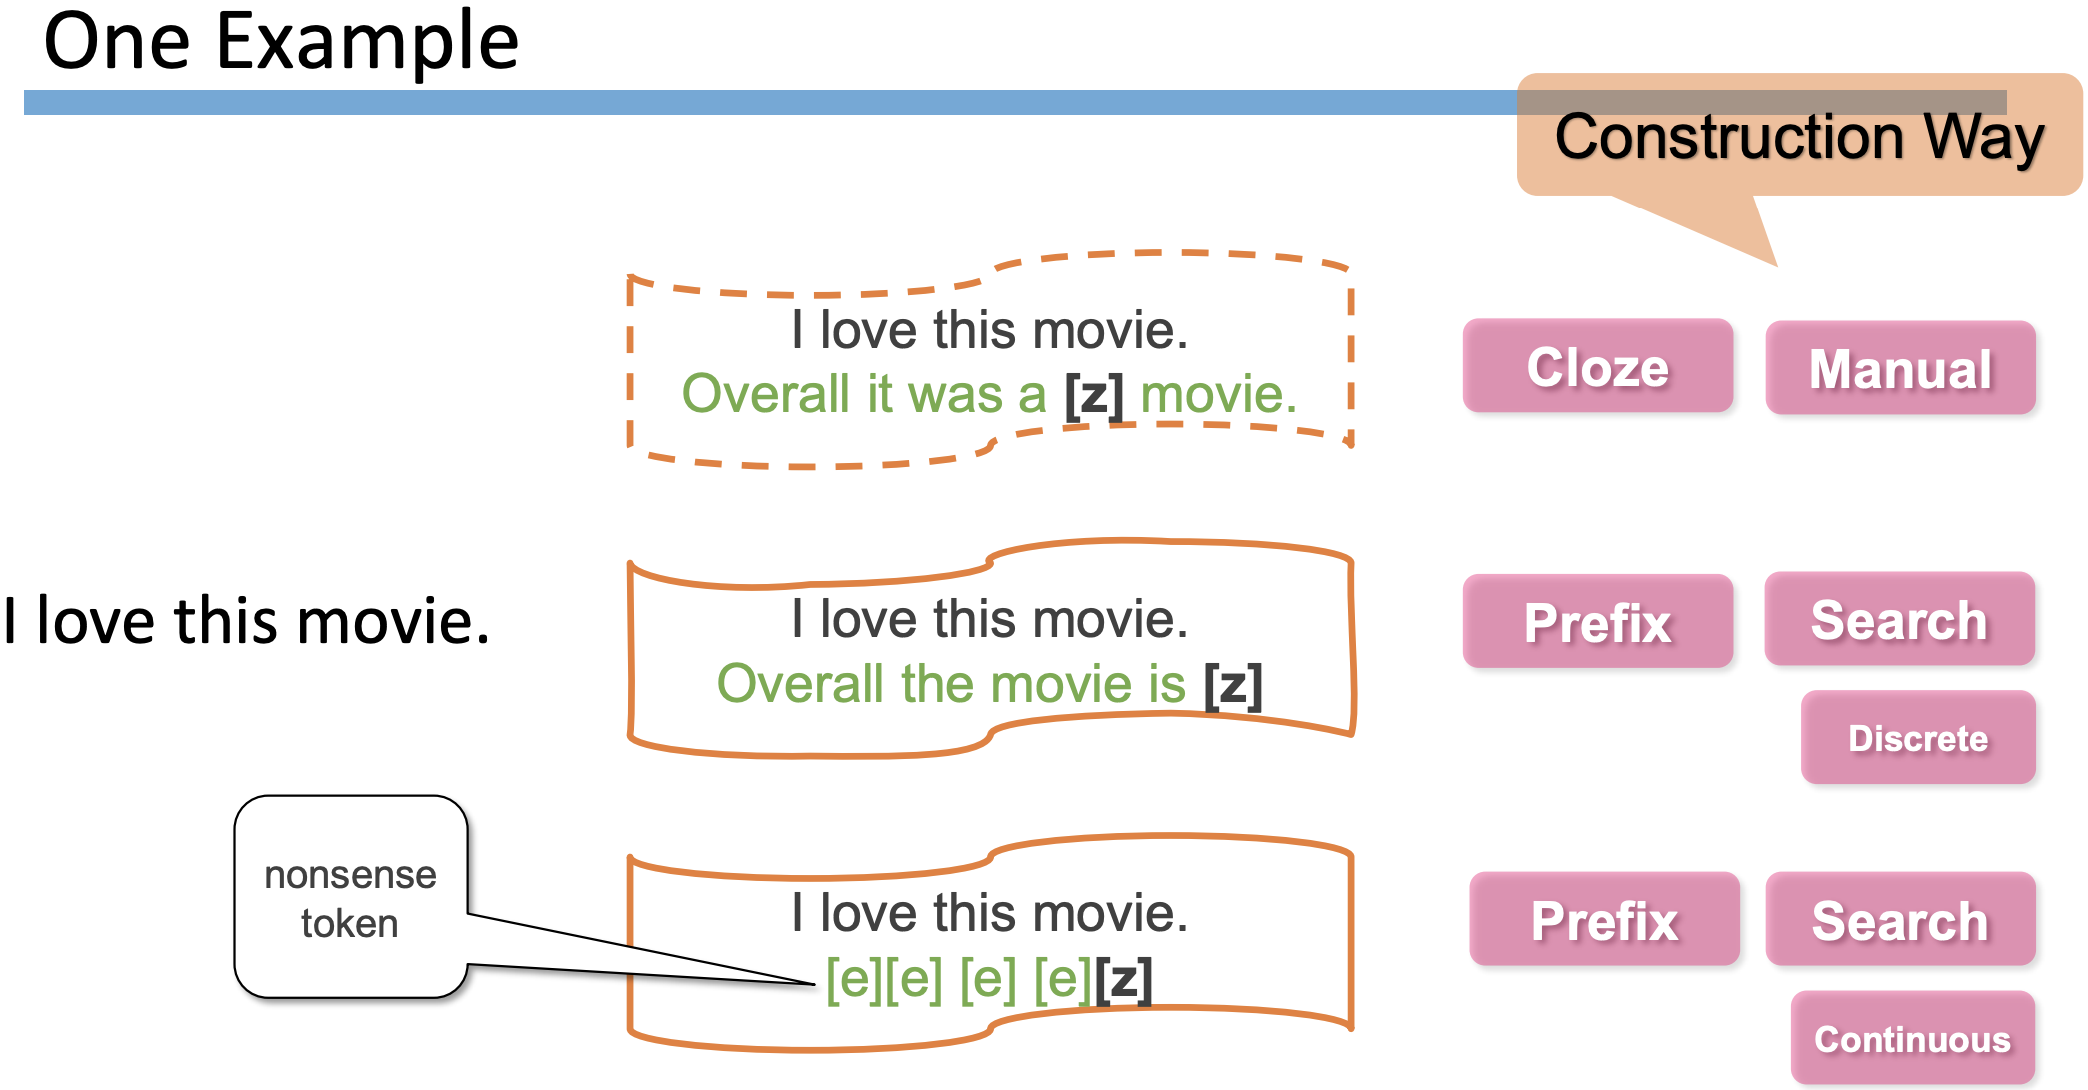 One Example
Construction Way
I love this movie.
Overall it was a [z] movie.
Cloze
Manual
I love this movie.
I love this movie.
Overall the movie is [z]
Prefix
Search
Discrete
nonsense
token
I love this movie.
[e][e] [e] [e][z]
Prefix
Search
Continuous